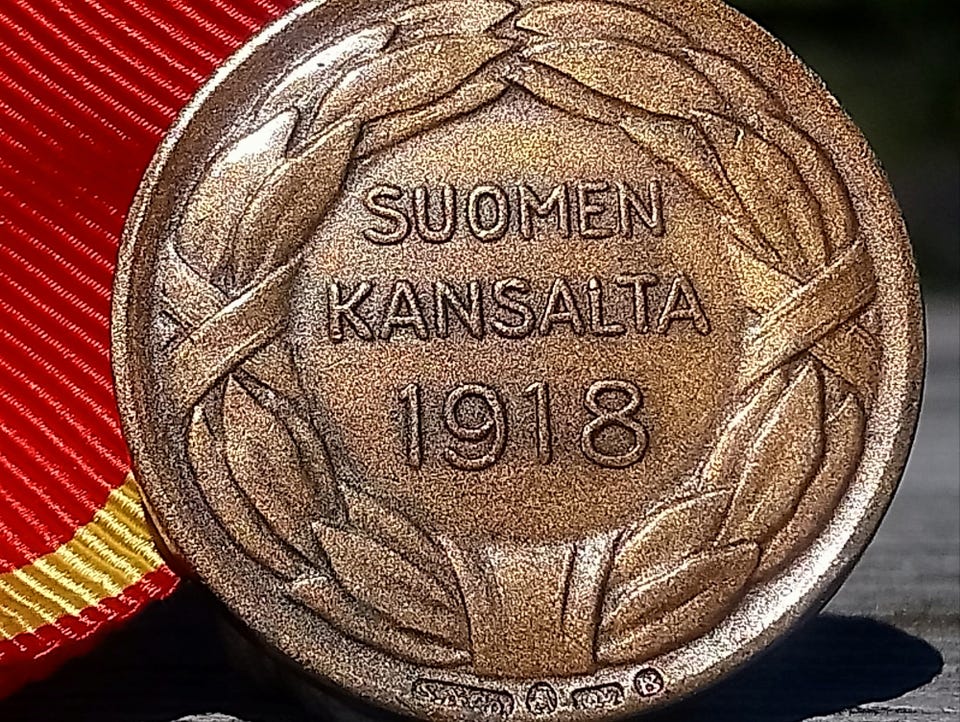 SUOMEN
KANSALTA
1918